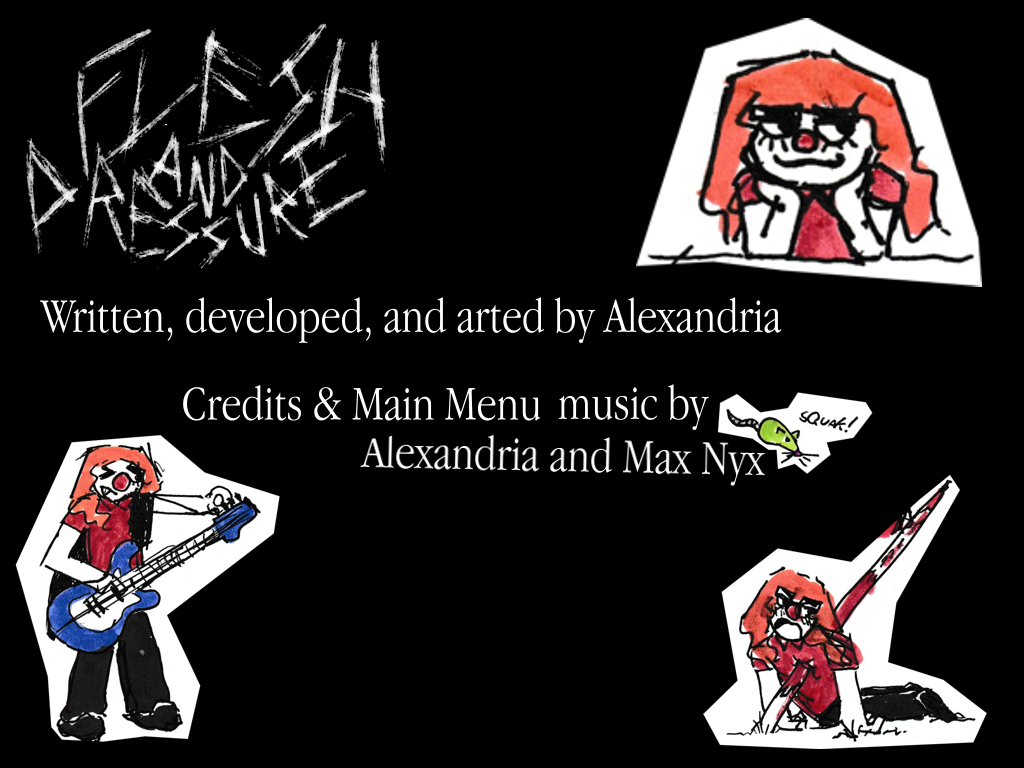 FLESH
AND
PRESSURE
Written, developed, and arted by Alexandria
Credits & Main Menu music by
SQUAK!
Alexandria and Max Nyx